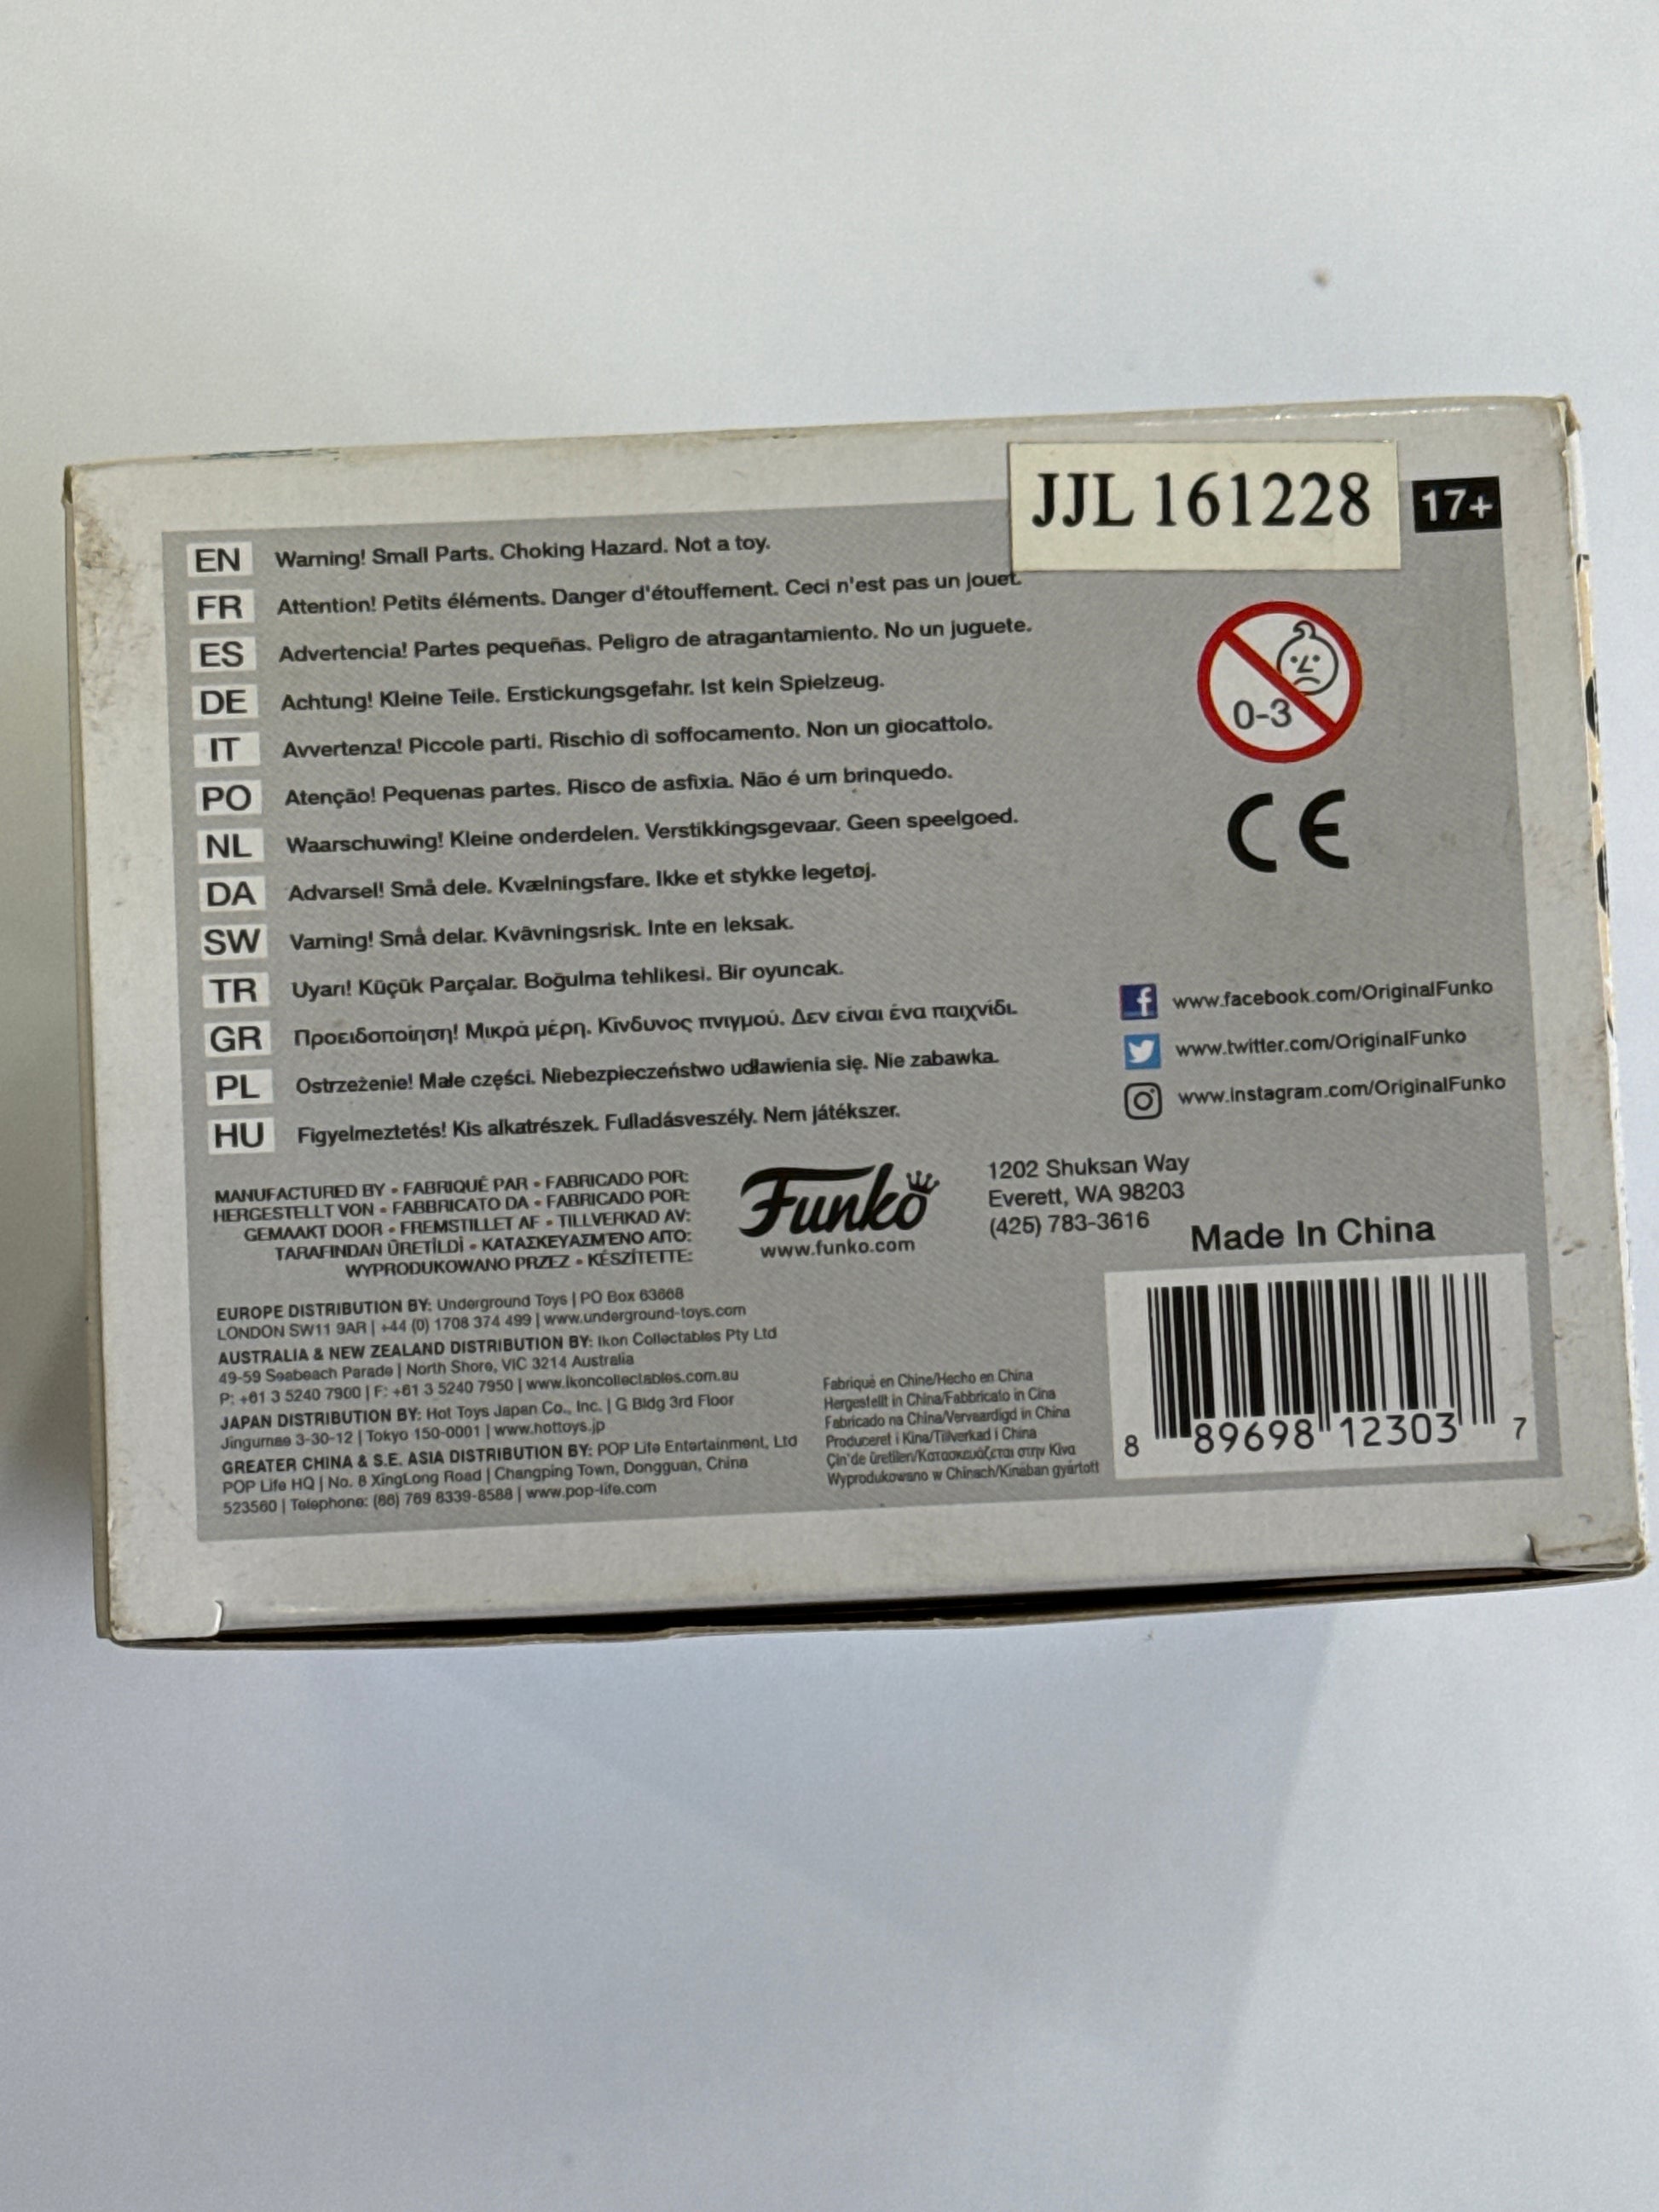 JJL 161228
17+
EN Warning! Small Parts. Choking Hazard. Not a toy.
FR Attention! Petits éléments. Danger d'étouffement. Ceci n'est pas un jouet.
ES Advertencia! Partes pequeñas. Peligro de atragantamiento. No un juguete.
DE Achtung! Kleine Teile. Erstickungsgefahr. Ist kein Spielzeug.
IT Avvertenza! Piccole parti. Rischio di soffocamento. Non un giocattolo.
PO Atenção! Pequenas partes. Risco de asfixia. Não é um brinquedo.
NL Waarschuwing! Kleine onderdelen. Verstikkingsgevaar. Geen speelgoed.
DA Advarsel! Små dele. Kvælningsfare. Ikke et stykke legetøj.
SW Varning! Små delar. Kvävningsrisk. Inte en leksak.
TR Uyarı! Küçük Parçalar. Boğulma tehlikesi. Bir oyuncak.
GR Προειδοποίηση! Μικρά μέρη. Κίνδυνος πνιγμού. Δεν είναι ένα παιχνίδι.
PL Ostrzeżenie! Małe części. Niebezpieczeństwo udławienia się. Nie zabawka.
HU Figyelmeztetés! Kis alkatrészek. Fulladásveszély. Nem játékszer.
0-3
CE
www.facebook.com/OriginalFunko
www.twitter.com/OriginalFunko
www.instagram.com/OriginalFunko
MANUFACTURED BY • FABRIQUÉ PAR • FABRICADO POR:
HERGESTELLT VON • FABBRICATO DA • FABRICADO POR:
GEMAAKT DOOR • FREMSTILLET AF • TILLVERKAD AV:
TARAFINDAN ÜRETİLDİ • ΚΑΤΑΣΚΕΥΑΣΜΈΝΟ ΑΠΌ:
WYPRODUKOWANO PRZEZ • KÉSZÍTETTE:
Funko
www.funko.com
1202 Shuksan Way
Everett, WA 98203
(425) 783-3616
Made In China
EUROPE DISTRIBUTION BY: Underground Toys | PO Box 63668
LONDON SW11 9AR | +44 (0) 1708 374 499 | www.underground-toys.com
AUSTRALIA & NEW ZEALAND DISTRIBUTION BY: Ikon Collectables Pty Ltd
49-59 Seabeach Parade | North Shore, VIC 3214 Australia
P: +61 3 5240 7900 | F: +61 3 5240 7950 | www.ikoncollectables.com.au
JAPAN DISTRIBUTION BY: Hot Toys Japan Co., Inc. | G Bldg 3rd Floor
Jingumae 3-30-12 | Tokyo 150-0001 | www.hottoys.jp
GREATER CHINA & S.E. ASIA DISTRIBUTION BY: POP Life Entertainment, Ltd
POP Life HQ | No. 8 XingLong Road | Changping Town, Dongguan, China
523560 | Telephone: (86) 769 8339-8588 | www.pop-life.com
Fabriqué en Chine/Hecho en China
Hergestellt in China/Fabbricato in Cina
Fabricado na China/Vervaardigd in China
Produceret i Kina/Tillverkad i China
Çin'de üretilen/Κατασκευάζεται στην Κίνα
Wyprodukowano w Chinach/Kínában gyártott
8 89698 12303 7